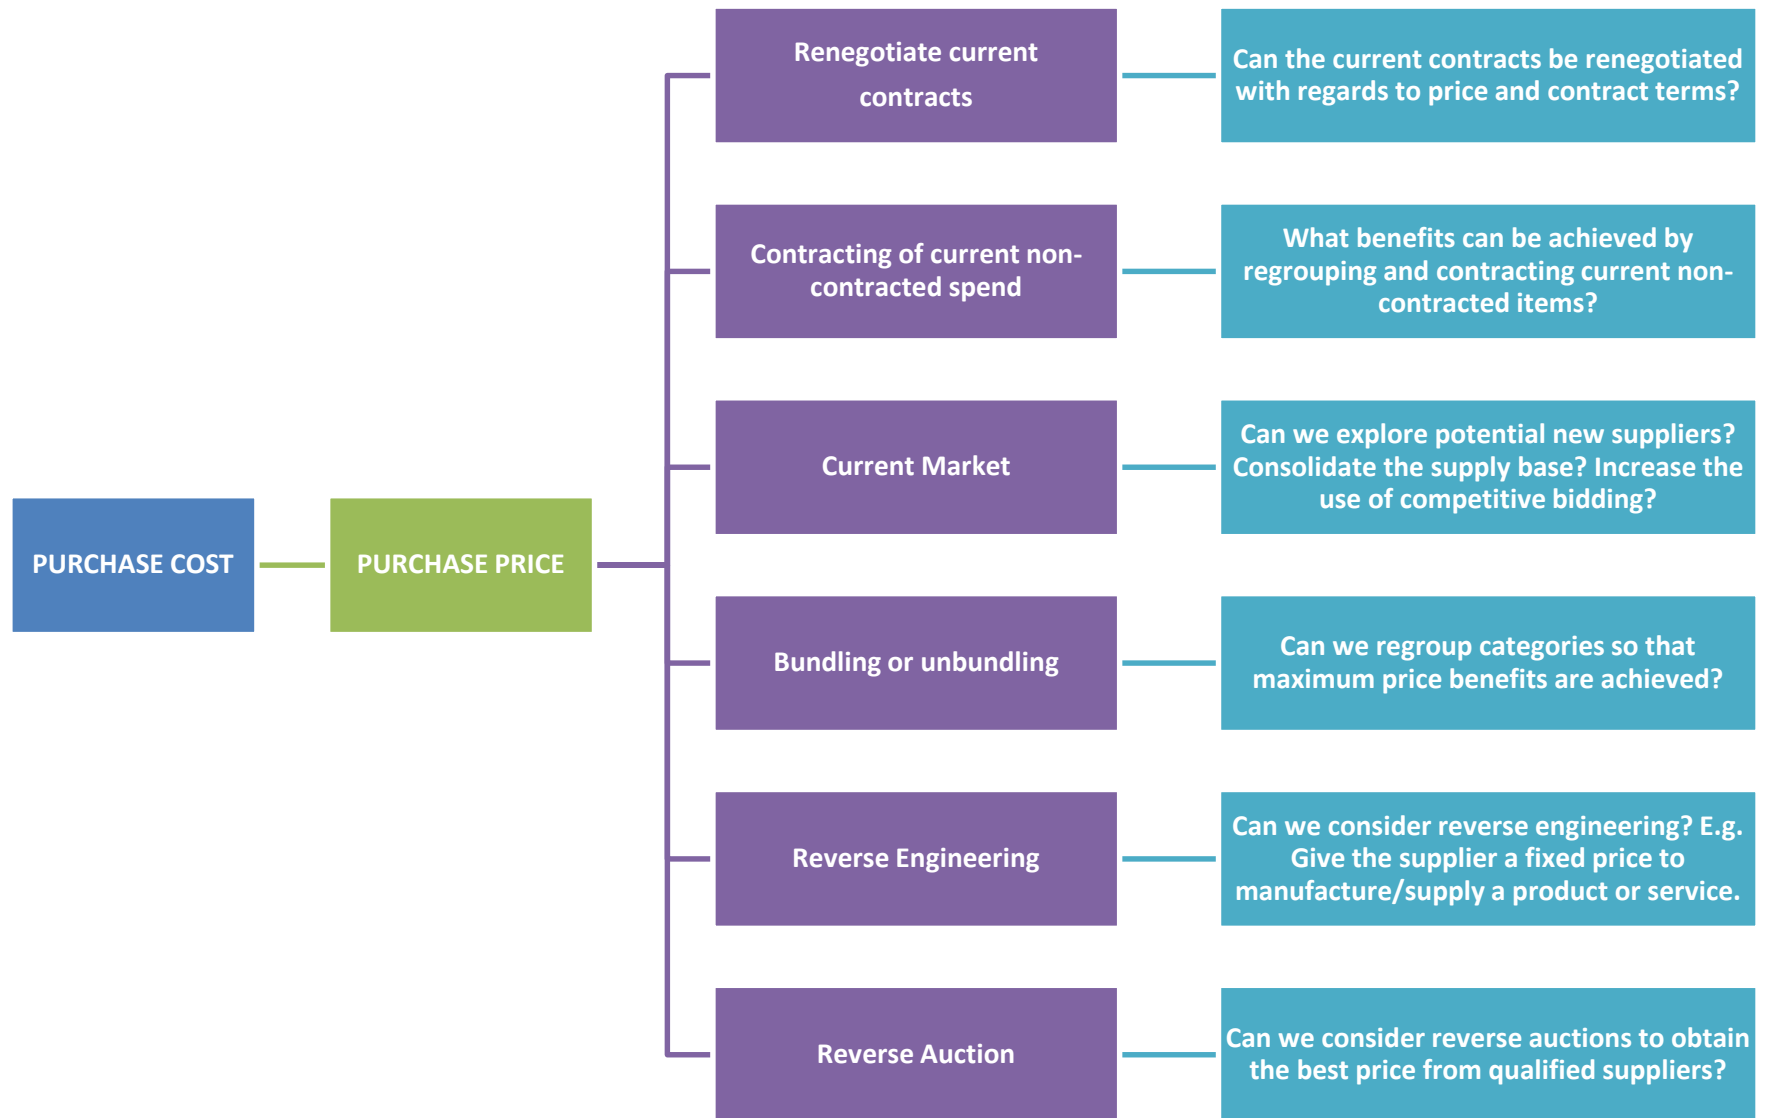 PURCHASE COST
PURCHASE PRICE
Renegotiate current
contracts
Can the current contracts be renegotiated
with regards to price and contract terms?
Contracting of current non-
contracted spend
What benefits can be achieved by
regrouping and contracting current non-
contracted items?
Current Market
Can we explore potential new suppliers?
Consolidate the supply base? Increase the
use of competitive bidding?
Bundling or unbundling
Can we regroup categories so that
maximum price benefits are achieved?
Reverse Engineering
Can we consider reverse engineering? E.g.
Give the supplier a fixed price to
manufacture/supply a product or service.
Reverse Auction
Can we consider reverse auctions to obtain
the best price from qualified suppliers?